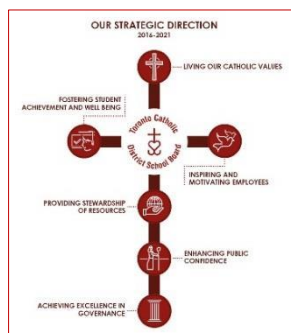 OUR STRATEGIC DIRECTION
2016-2021
LIVING OUR CATHOLIC VALUES
FOSTERING STUDENT
ACHIEVEMENT AND WELL BEING
Toronto Catholic
District School Board
INSPIRING AND
MOTIVATING EMPLOYEES
PROVIDING STEWARDSHIP
OF RESOURCES
ENHANCING PUBLIC
CONFIDENCE
ACHIEVING EXCELLENCE IN
GOVERNANCE